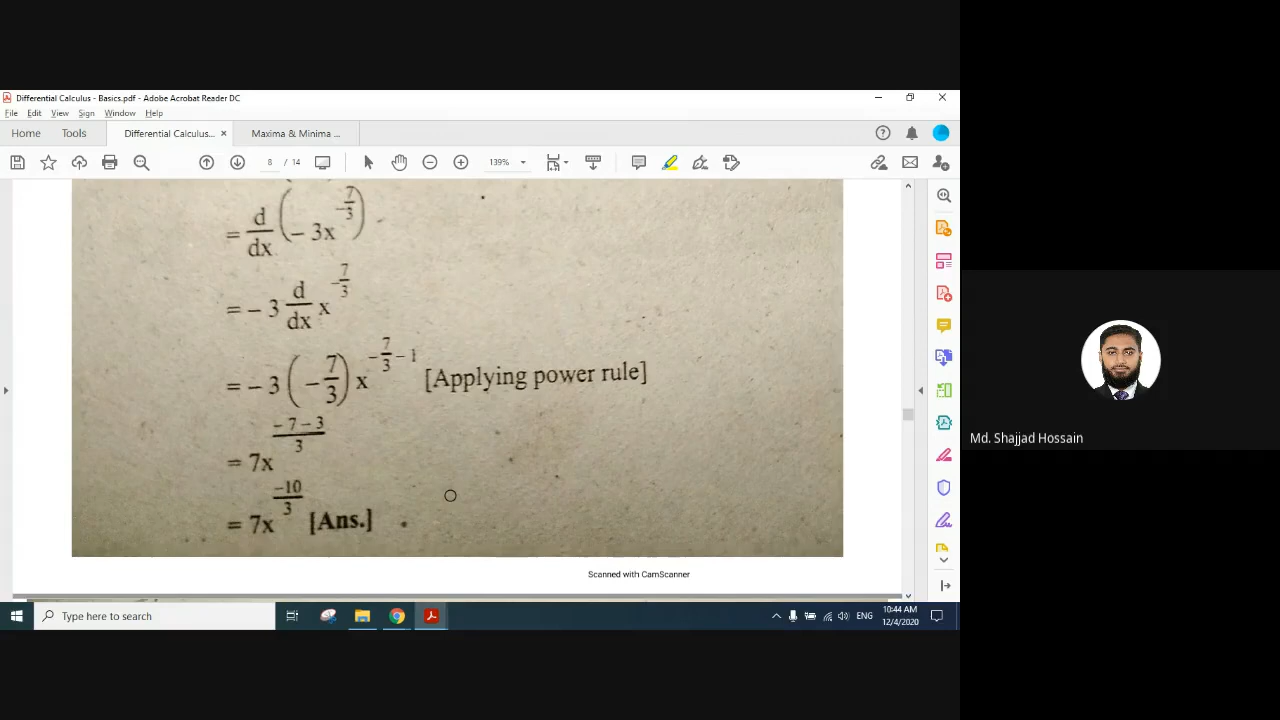 Differential Calculus - Basics.pdf - Adobe Acrobat Reader DC
File Edit View Sign Window Help
Home Tools Differential Calculus... × Maxima & Minima ...
8 / 14 139%
= d/dx (- 3x^(-7/3))
= - 3 d/dx x^(-7/3)
= - 3 (-7/3) x^(-7/3 - 1) [Applying power rule]
= 7x^((-7-3)/3)
= 7x^(-10/3) [Ans.]
Scanned with CamScanner
Md. Shajjad Hossain
Type here to search
ENG
10:44 AM
12/4/2020